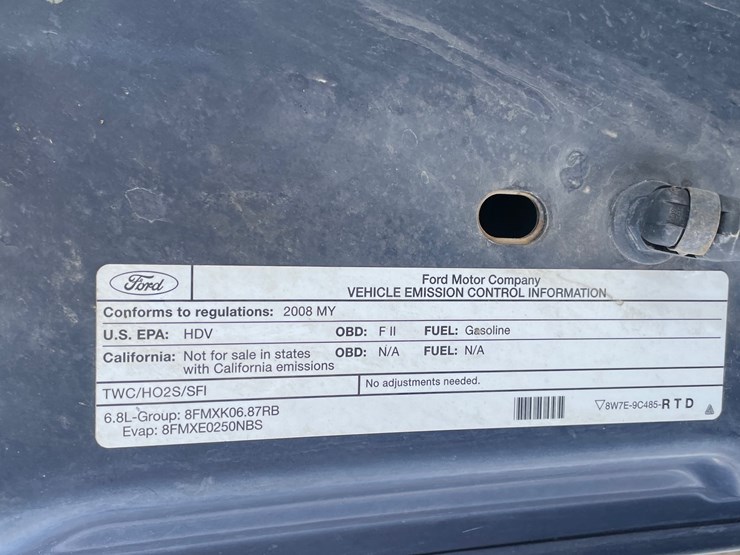 Ford
Ford Motor Company
VEHICLE EMISSION CONTROL INFORMATION
Conforms to regulations: 2008 MY
U.S. EPA: HDV OBD: F II FUEL: Gasoline
California: Not for sale in states with California emissions OBD: N/A FUEL: N/A
TWC/HO2S/SFI
No adjustments needed.
6.8L-Group: 8FMXK06.87RB
Evap: 8FMXE0250NBS
▽8W7E-9C485-R T D